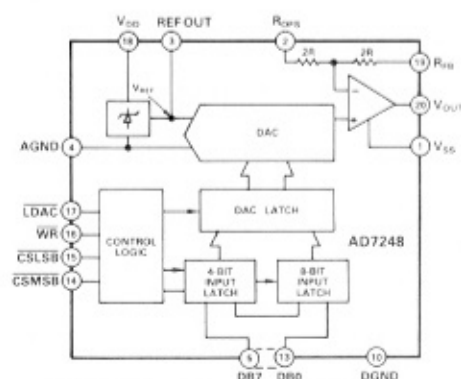 VDD REF OUT ROFS
18 3 2 2R 2R 19 RFB
VREF
20 VOUT
DAC
AGND 4 1 VSS
LDAC 17 DAC LATCH
WR 16
CSLSB 15 CONTROL LOGIC AD7248
CSMSB 14 4-BIT INPUT LATCH 8-BIT INPUT LATCH
13 10
DB7 DB0 DGND